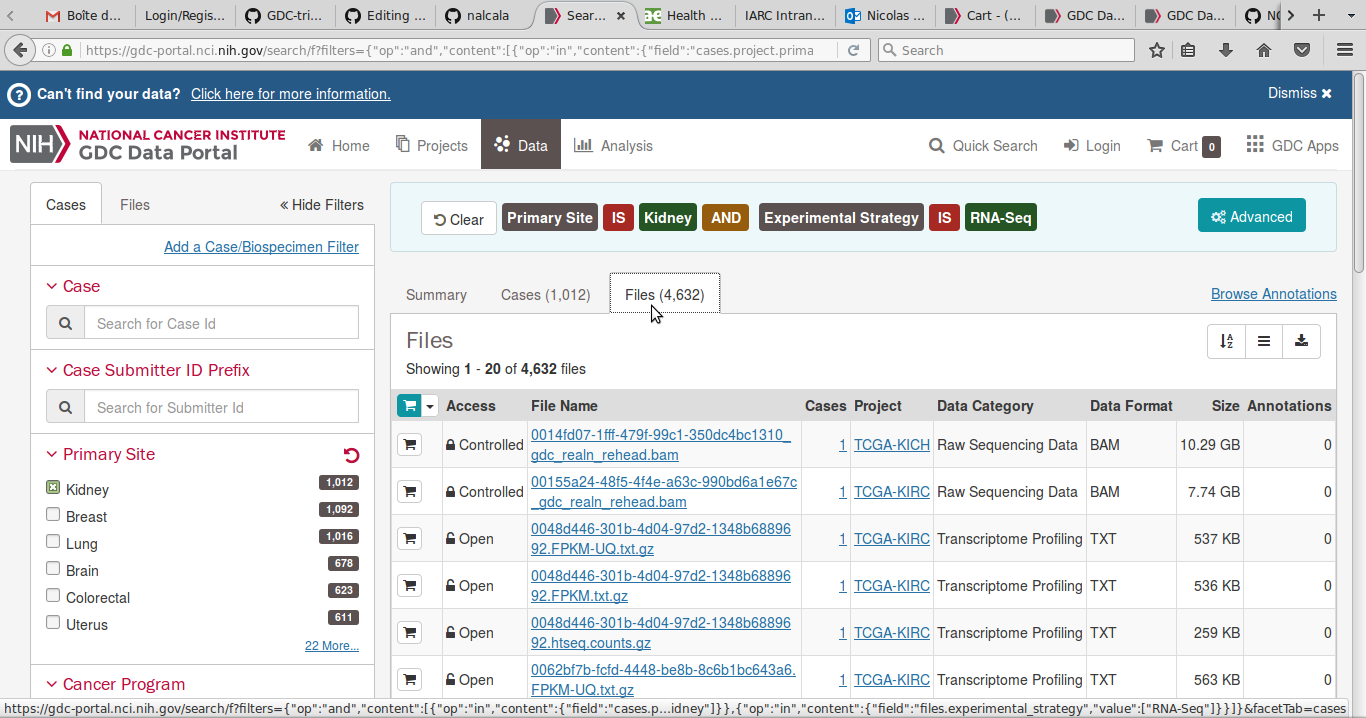 Boîte d...
Login/Regis...
GDC-tri...
Editing ...
nalcala
Sear...
Health ...
IARC Intran...
Nicolas ...
Cart - (...
GDC Da...
GDC Da...
https://gdc-portal.nci.nih.gov/search/f?filters={"op":"and","content":[{"op":"in","content":{"field":"cases.project.prima
Search
Can't find your data? Click here for more information.
Dismiss ✖
NIH NATIONAL CANCER INSTITUTE
GDC Data Portal
Home
Projects
Data
Analysis
Quick Search
Login
Cart 0
GDC Apps
Cases
Files
« Hide Filters
Add a Case/Biospecimen Filter
Case
Search for Case Id
Case Submitter ID Prefix
Search for Submitter Id
Primary Site
Kidney 1,012
Breast 1,092
Lung 1,016
Brain 678
Colorectal 623
Uterus 611
22 More...
Cancer Program
Clear Primary Site IS Kidney AND Experimental Strategy IS RNA-Seq
Advanced
Summary
Cases (1,012)
Files (4,632)
Browse Annotations
Files
Showing 1 - 20 of 4,632 files
Access File Name Cases Project Data Category Data Format Size Annotations
Controlled 0014fd07-1fff-479f-99c1-350dc4bc1310_ 1 TCGA-KICH Raw Sequencing Data BAM 10.29 GB 0
gdc_realn_rehead.bam
Controlled 00155a24-48f5-4f4e-a63c-990bd6a1e67c 1 TCGA-KIRC Raw Sequencing Data BAM 7.74 GB 0
_gdc_realn_rehead.bam
Open 0048d446-301b-4d04-97d2-1348b68896 1 TCGA-KIRC Transcriptome Profiling TXT 537 KB 0
92.FPKM-UQ.txt.gz
Open 0048d446-301b-4d04-97d2-1348b68896 1 TCGA-KIRC Transcriptome Profiling TXT 536 KB 0
92.FPKM.txt.gz
Open 0048d446-301b-4d04-97d2-1348b68896 1 TCGA-KIRC Transcriptome Profiling TXT 259 KB 0
92.htseq.counts.gz
Open 0062bf7b-fcfd-4448-be8b-8c6b1bc643a6. 1 TCGA-KIRC Transcriptome Profiling TXT 563 KB 0
FPKM-UQ.txt.gz
https://gdc-portal.nci.nih.gov/search/f?filters={"op":"and","content":[{"op":"in","content":{"field":"cases.p...idney"]}},{"op":"in","content":{"field":"files.experimental_strategy","value":["RNA-Seq"]}}]}&facetTab=cases